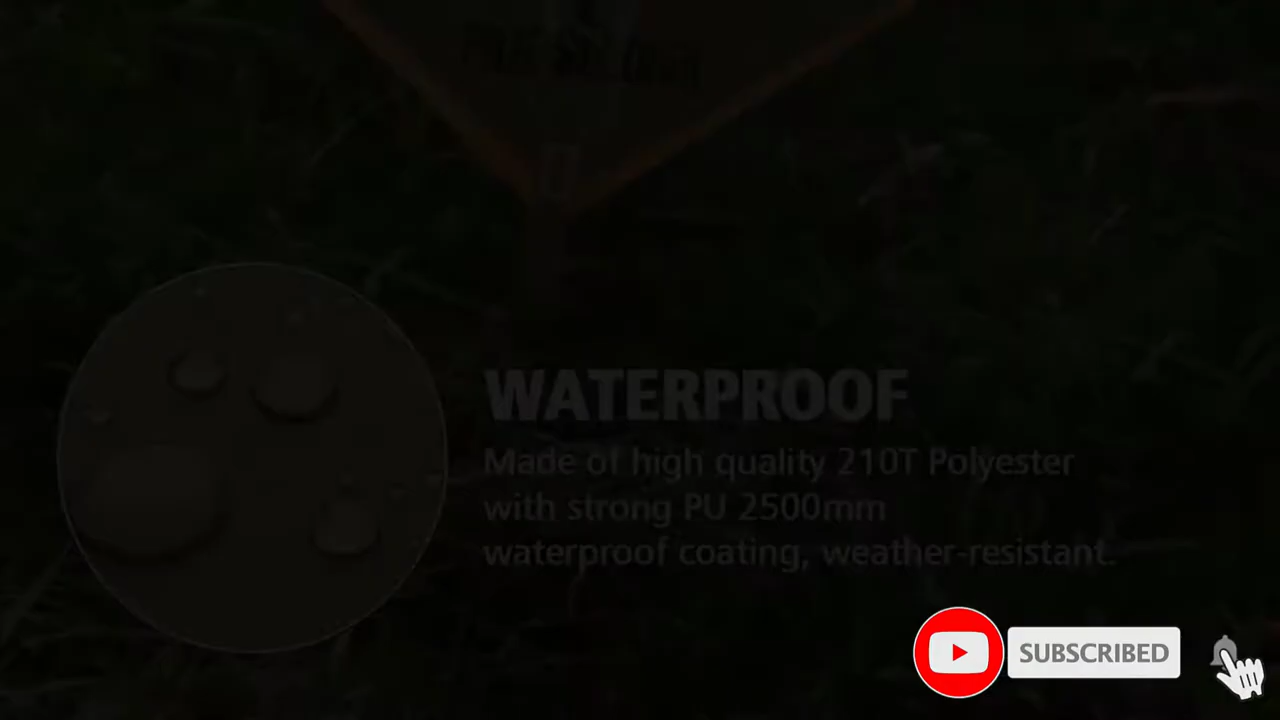 WATERPROOF
Made of high quality 210T Polyester
with strong PU 2500mm
waterproof coating, weather-resistant.
SUBSCRIBED